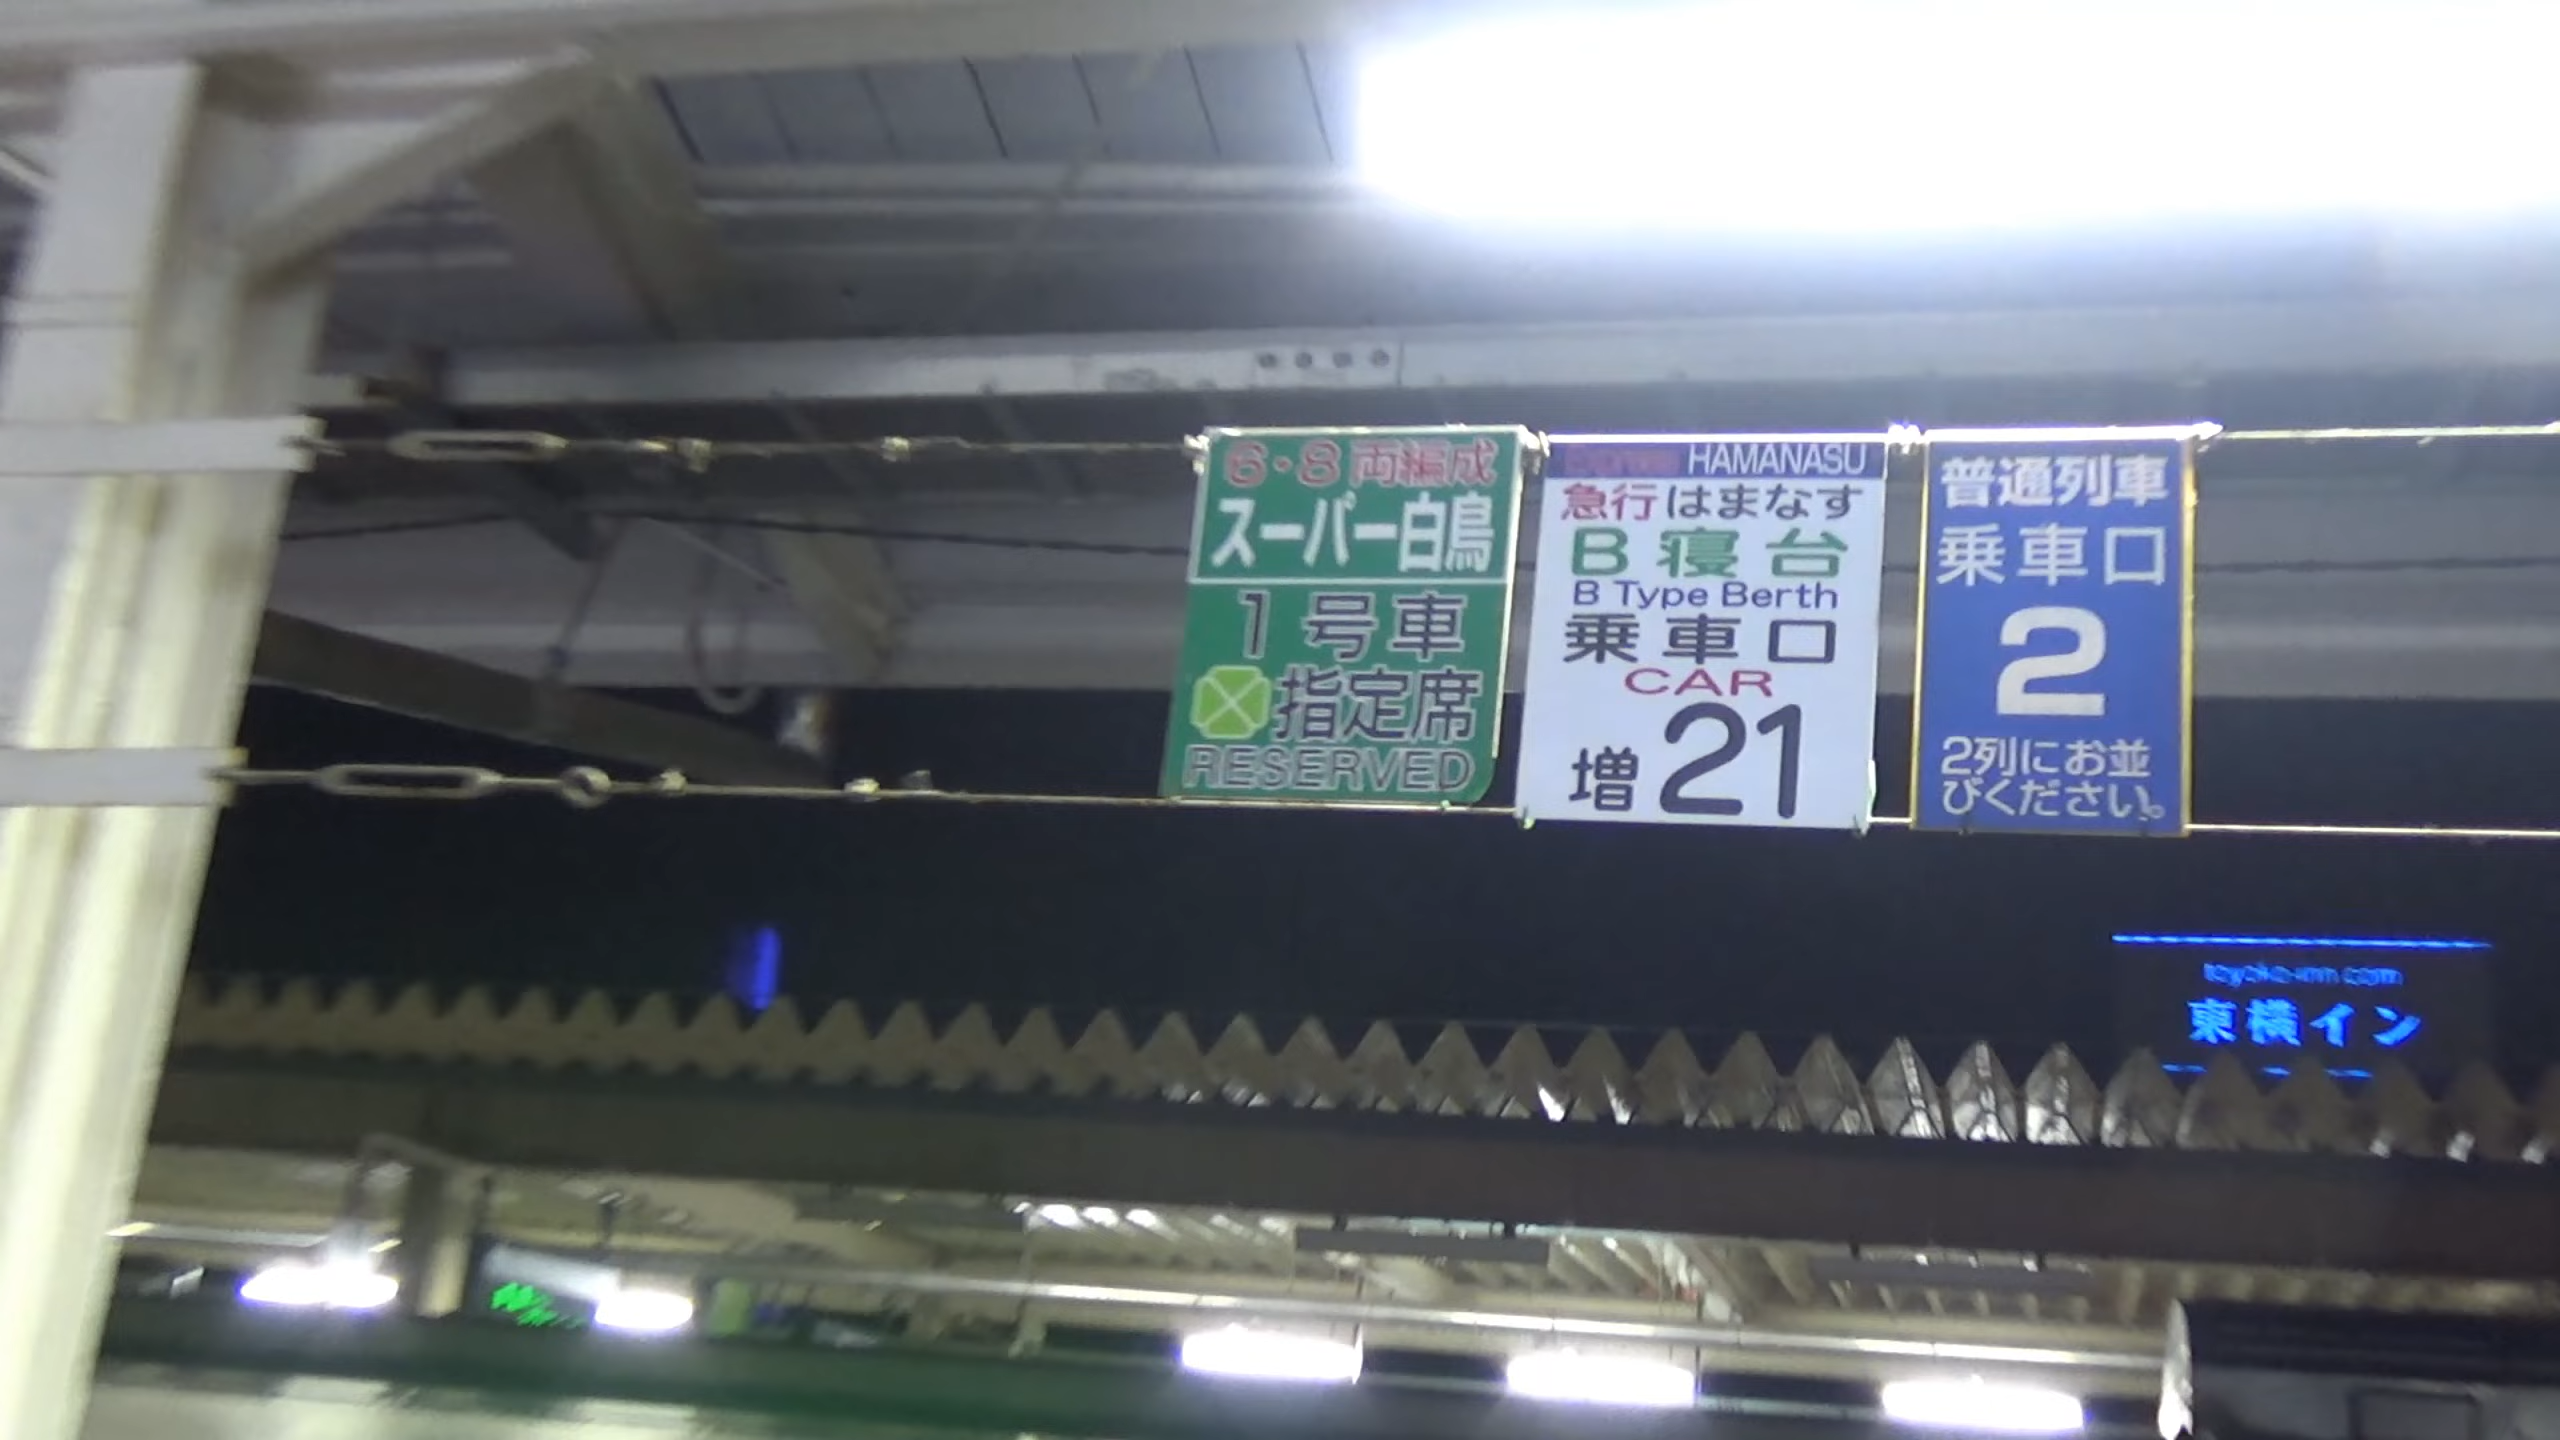 6・8両編成
スーパー白鳥
1号車
指定席
RESERVED
HAMANASU
急行はまなす
B寝台
B Type Berth
乗車口
CAR
増21
普通列車
乗車口
2
2列にお並
びください。
toyoko-inn.com
東横イン